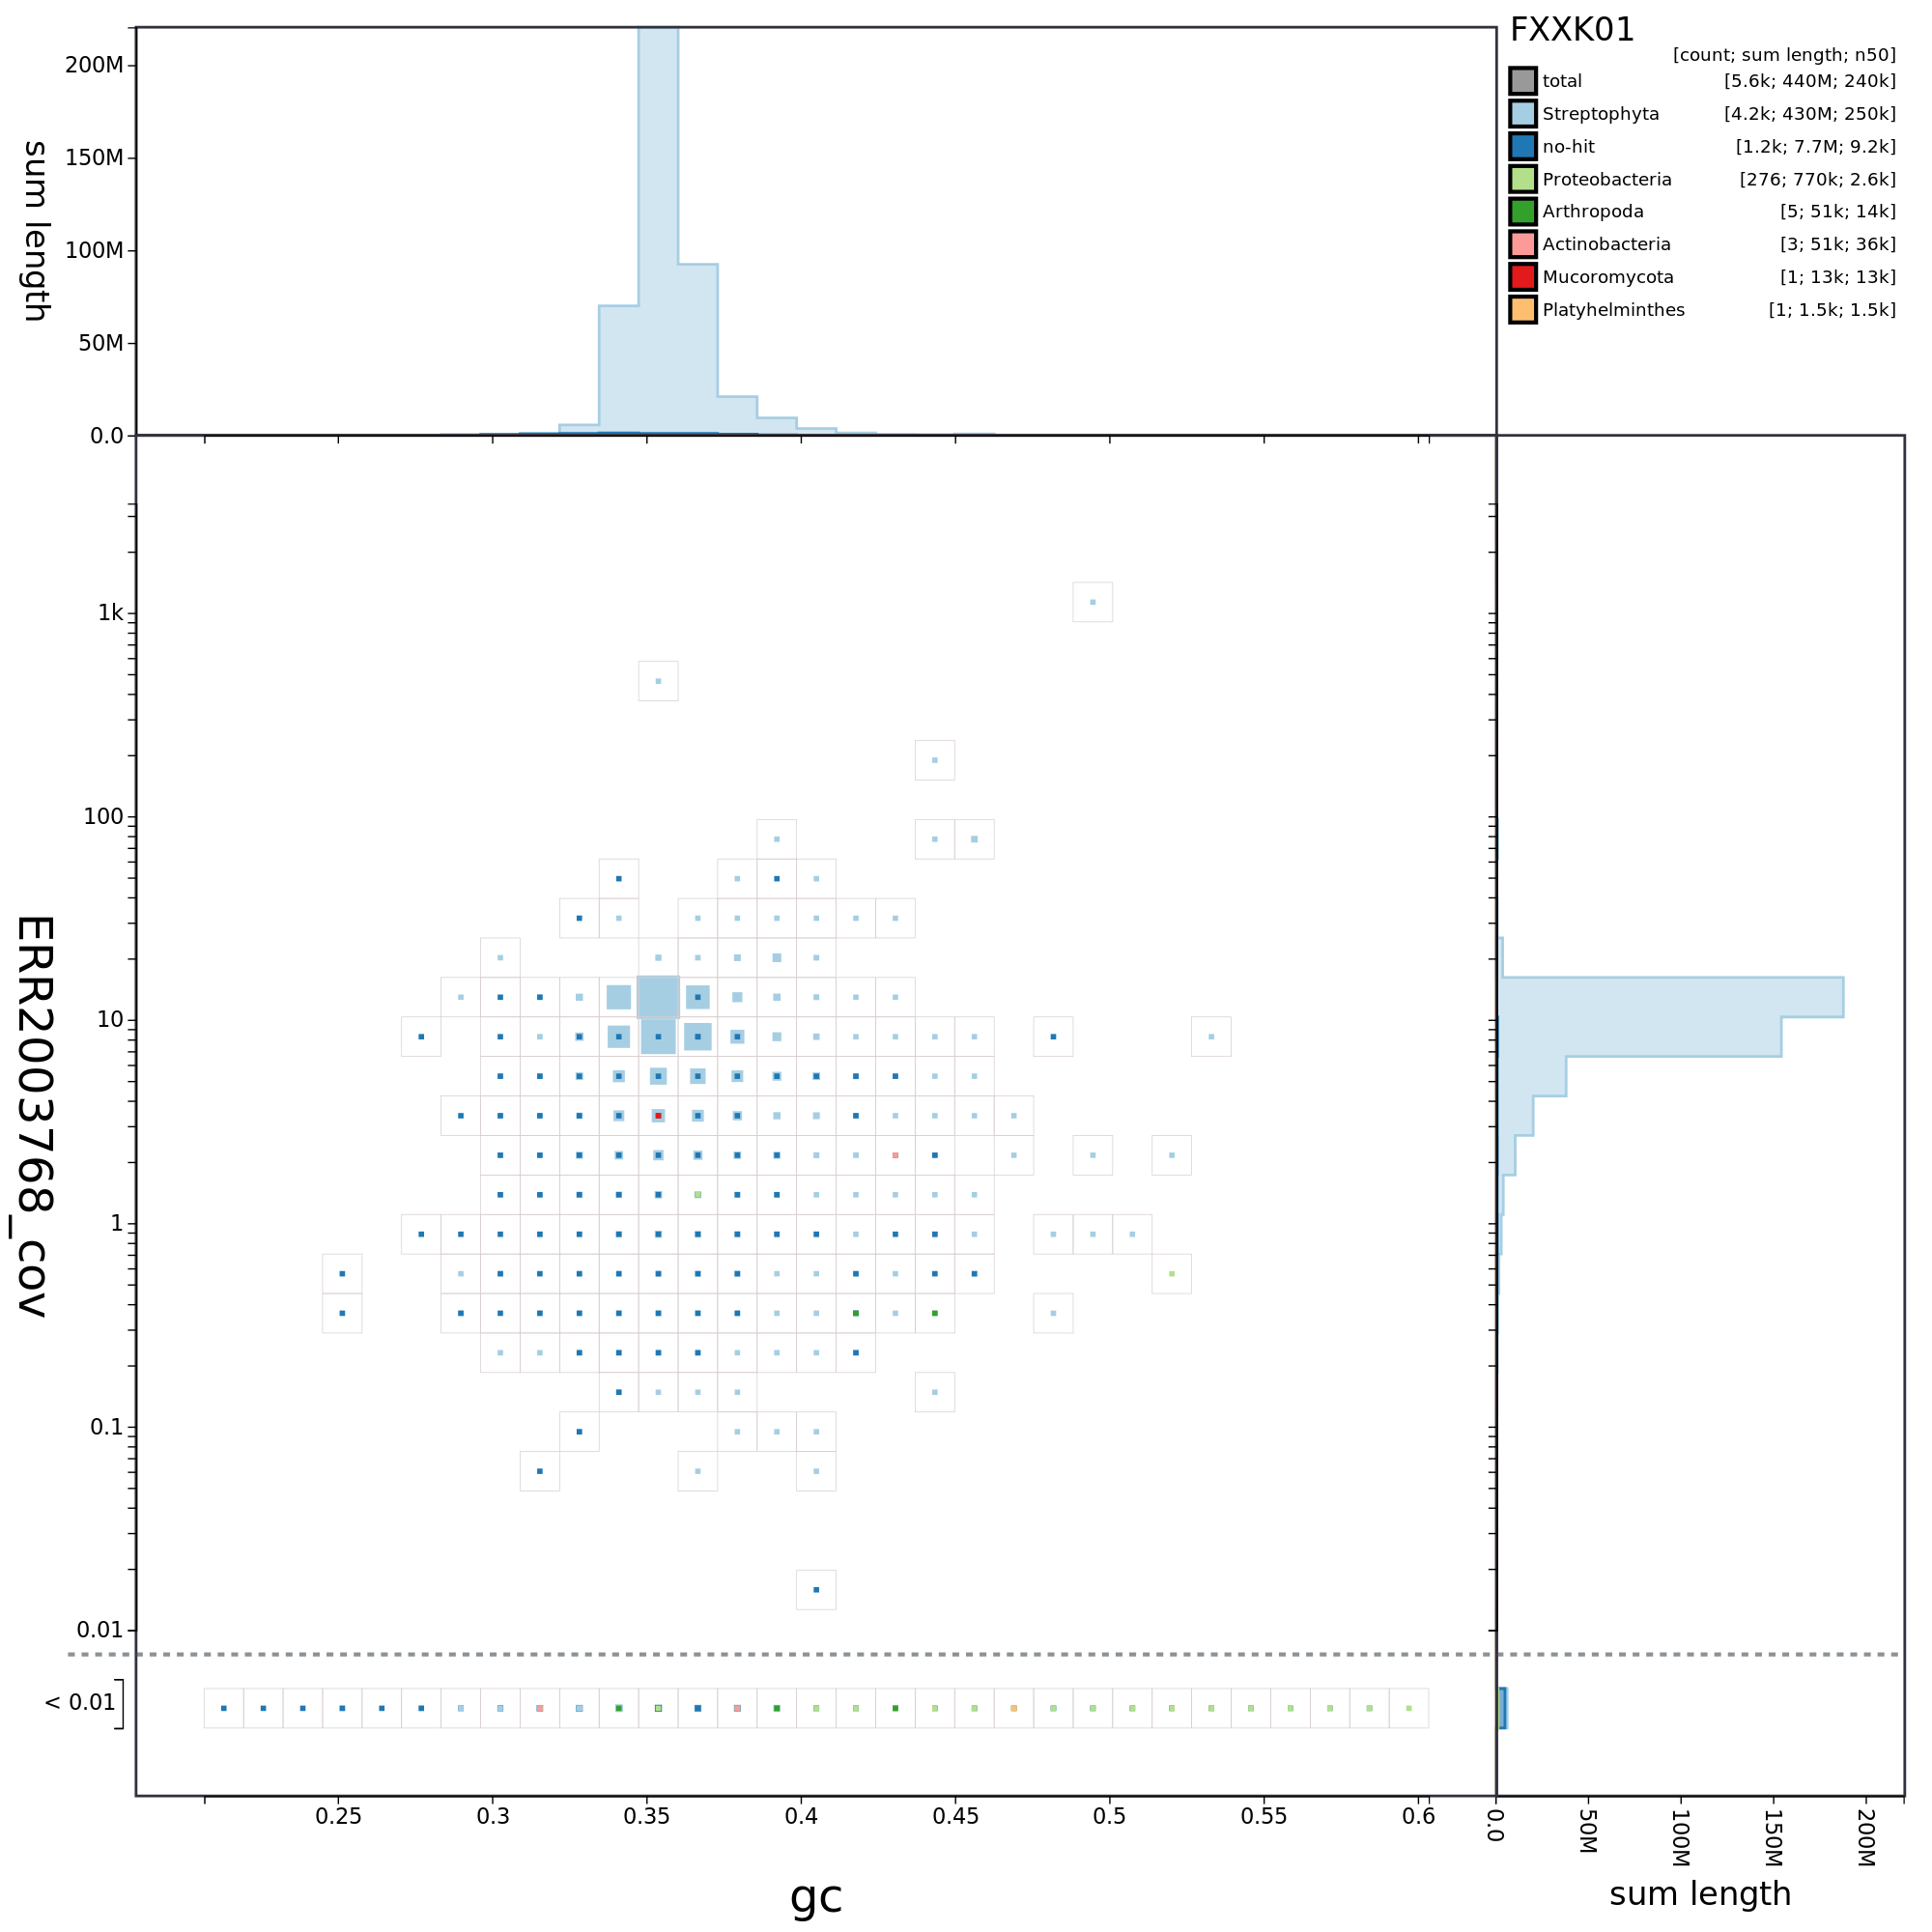 FXXK01
[count; sum length; n50]
total [5.6k; 440M; 240k]
Streptophyta [4.2k; 430M; 250k]
no-hit [1.2k; 7.7M; 9.2k]
Proteobacteria [276; 770k; 2.6k]
Arthropoda [5; 51k; 14k]
Actinobacteria [3; 51k; 36k]
Mucoromycota [1; 13k; 13k]
Platyhelminthes [1; 1.5k; 1.5k]
sum length
200M
150M
100M
50M
0.0
ERR2003768_cov
1k
100
10
1
0.1
0.01
< 0.01
0.25 0.3 0.35 0.4 0.45 0.5 0.55 0.6
gc
0.0 50M 100M 150M 200M
sum length